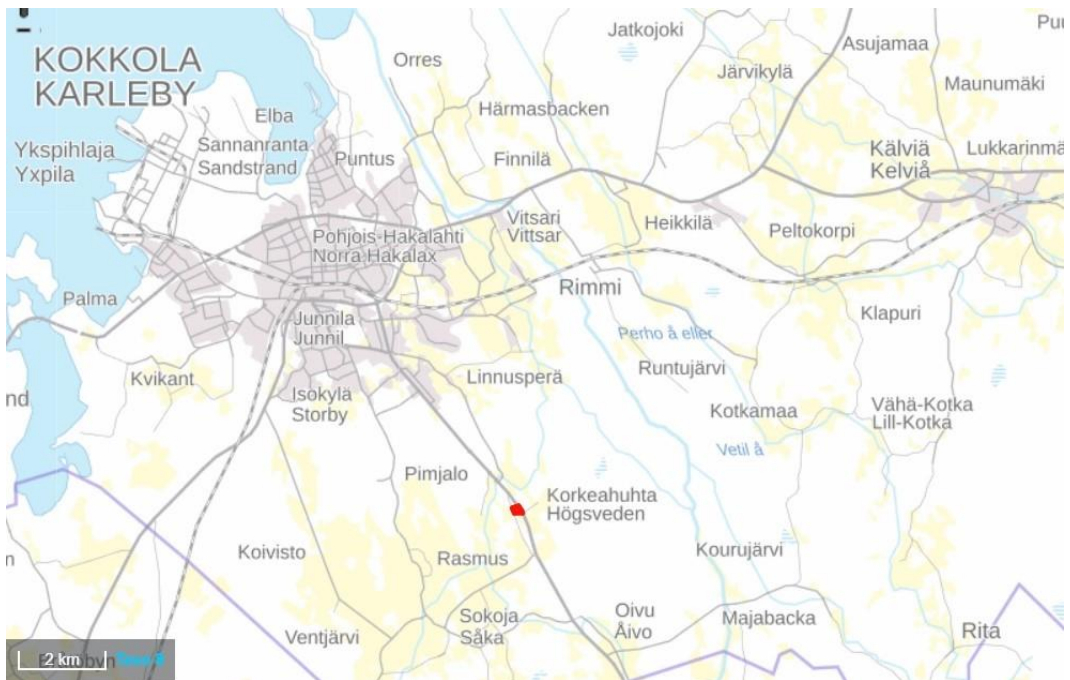 KOKKOLA
KARLEBY
Jatkojoki
Orres
Asujamaa
Järvikylä
Maunumäki
Härmasbacken
Elba
Ykspihlaja
Yxpila
Sannanranta
Sandstrand
Puntus
Finnilä
Kälviä
Kelviå
Vitsari
Vittsar
Heikkilä
Peltokorpi
Pohjois-Hakalahti
Norra Hakalax
Rimmi
Palma
Klapuri
Junnila
Junnil
Perho å eller
Runtujärvi
Kvikant
Linnusperä
Isokylä
Storby
Kotkamaa
Vähä-Kotka
Lill-Kotka
Vetil å
Pimjalo
Korkeahuhta
Högsveden
Koivisto
Rasmus
Kourujärvi
Sokoja
Såka
Oivu
Åivo
Majabacka
Ventjärvi
Rita
2 km